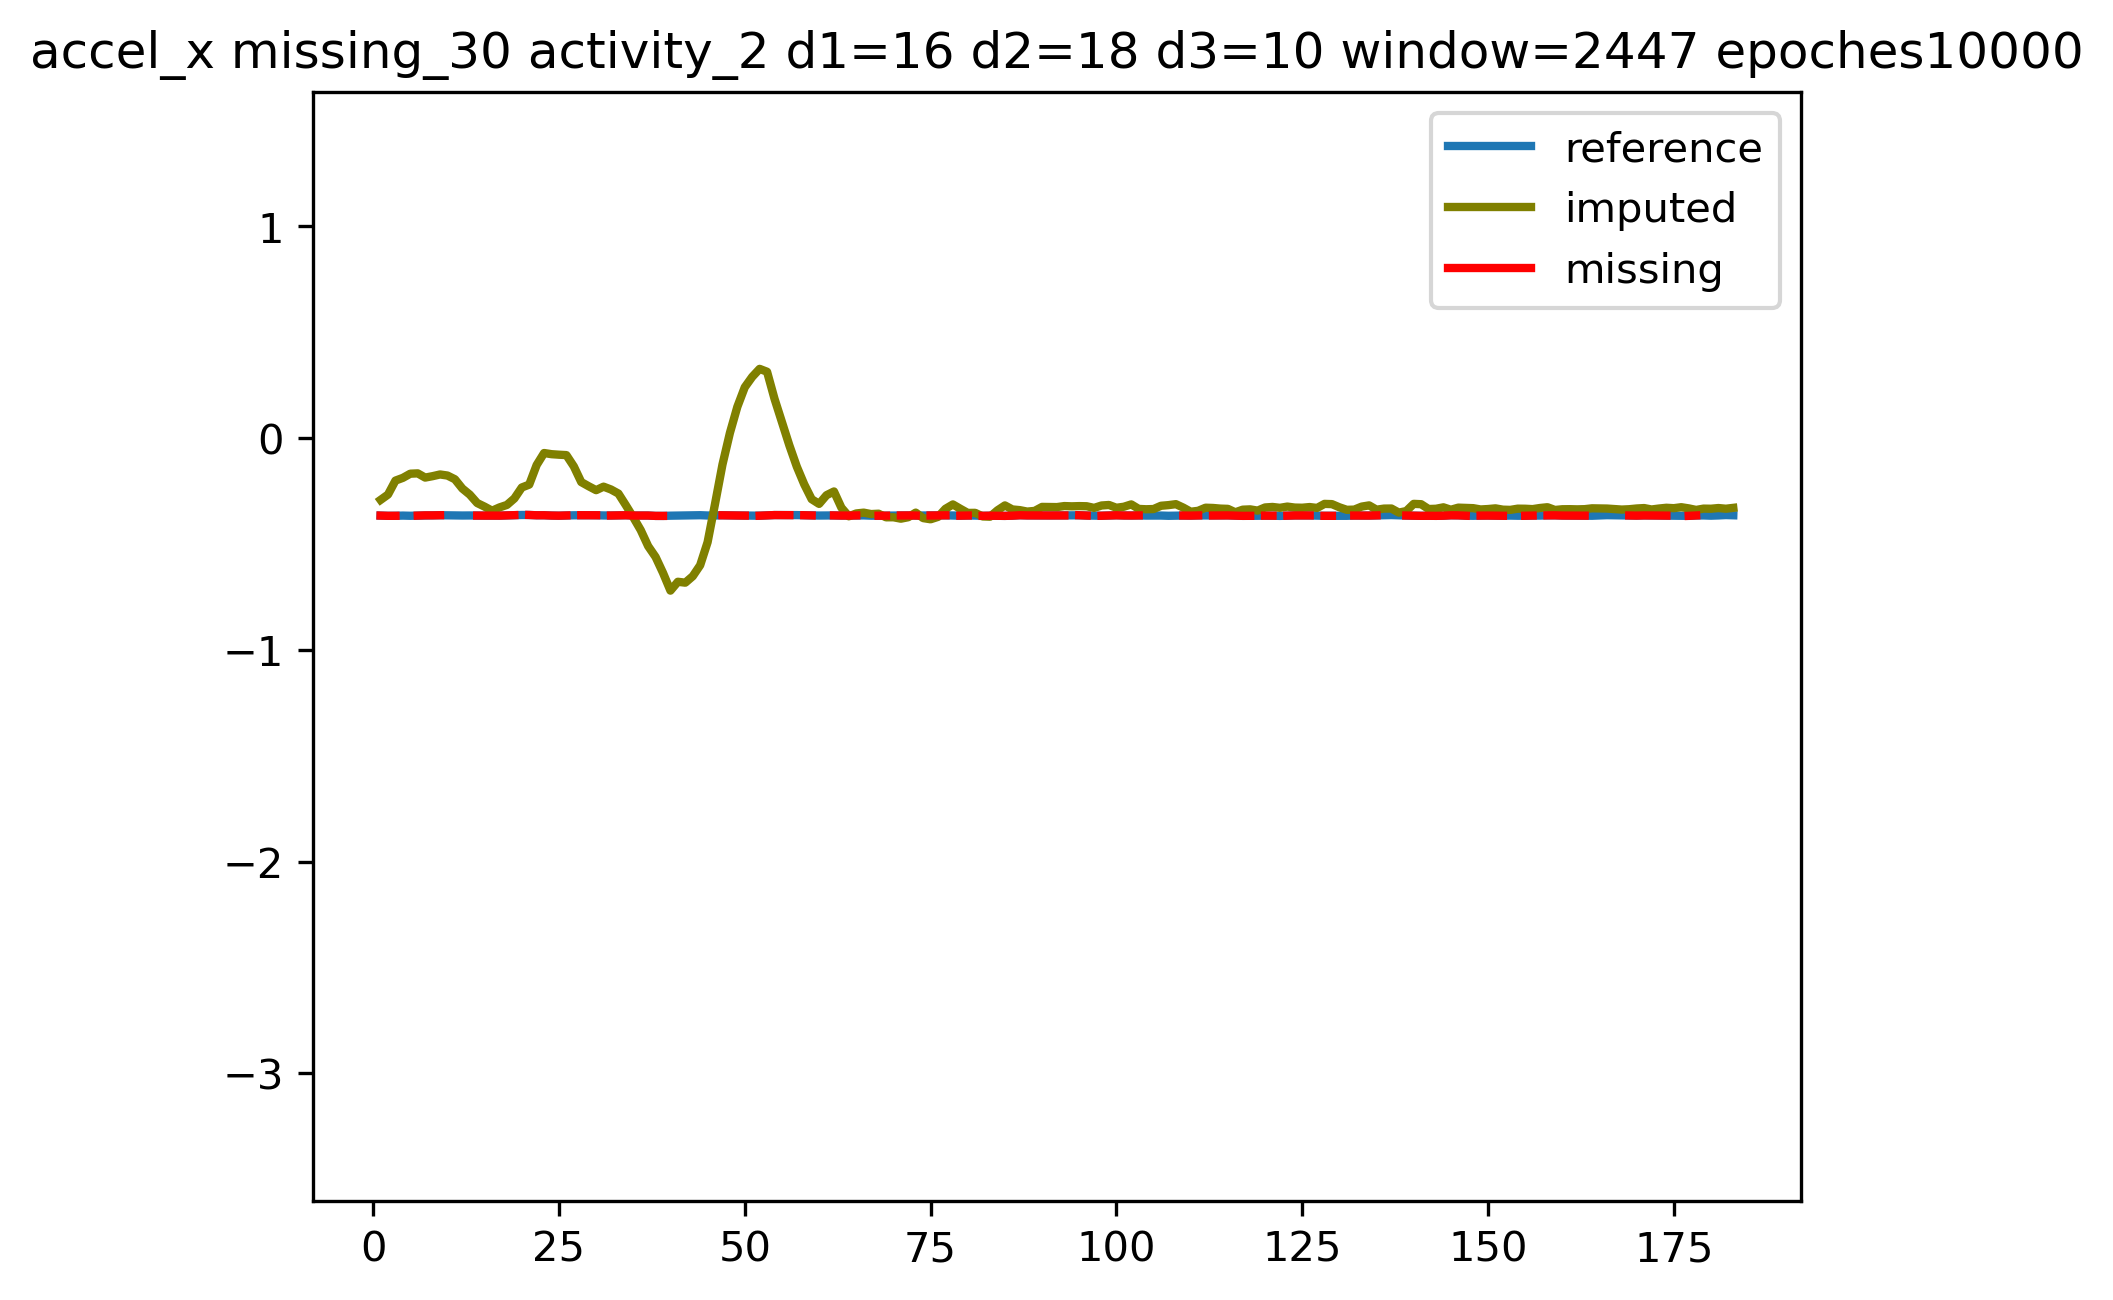 accel_x missing_30 activity_2 d1=16 d2=18 d3=10 window=2447 epoches10000
reference
imputed
missing
1
0
−1
−2
−3
0 25 50 75 100 125 150 175